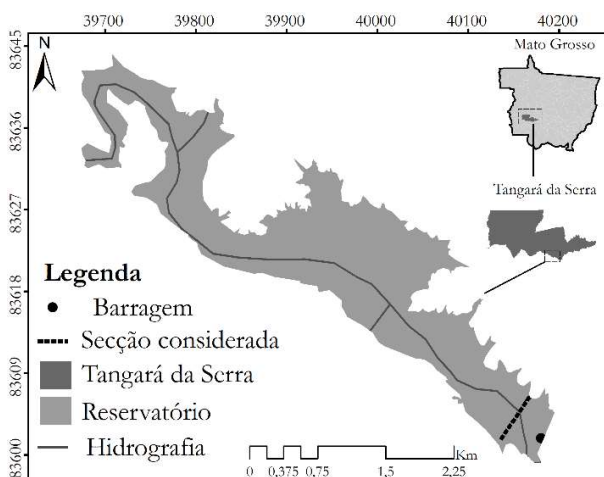 39700 39800 39900 40000 40100 40200
83645
83636
83627
83618
83609
83600
N
Mato Grosso
Tangará da Serra
Legenda
Barragem
Secção considerada
Tangará da Serra
Reservatório
Hidrografia
Km
0 0,375 0,75 1,5 2,25